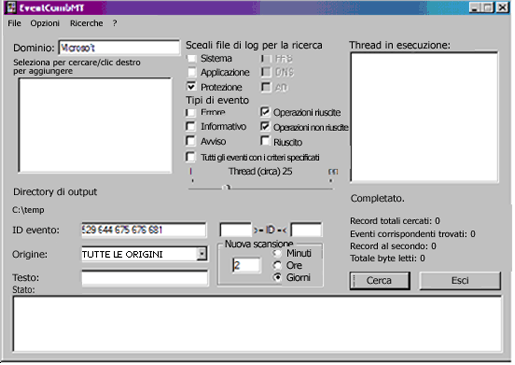 EventCombMT
File Opzioni Ricerche ?
Dominio: Microsoft
Seleziona per cercare/clic destro
per aggiungere
Scegli file di log per la ricerca
Sistema FRS
Applicazione DNS
Protezione AD
Tipi di evento
Errore Operazioni riuscite
Informativo Operazioni non riuscite
Avviso Riuscito
Tutti gli eventi con i criteri specificati
Thread (circa) 25
Thread in esecuzione:
Directory di output
C:\temp
ID evento: 529 644 675 676 681 >= ID =<
Origine: TUTTE LE ORIGINI
Testo:
Nuova scansione
2
Minuti
Ore
Giorni
Completato.
Record totali cercati: 0
Eventi corrispondenti trovati: 0
Record al secondo: 0
Totale byte letti: 0
Cerca Esci
Stato: